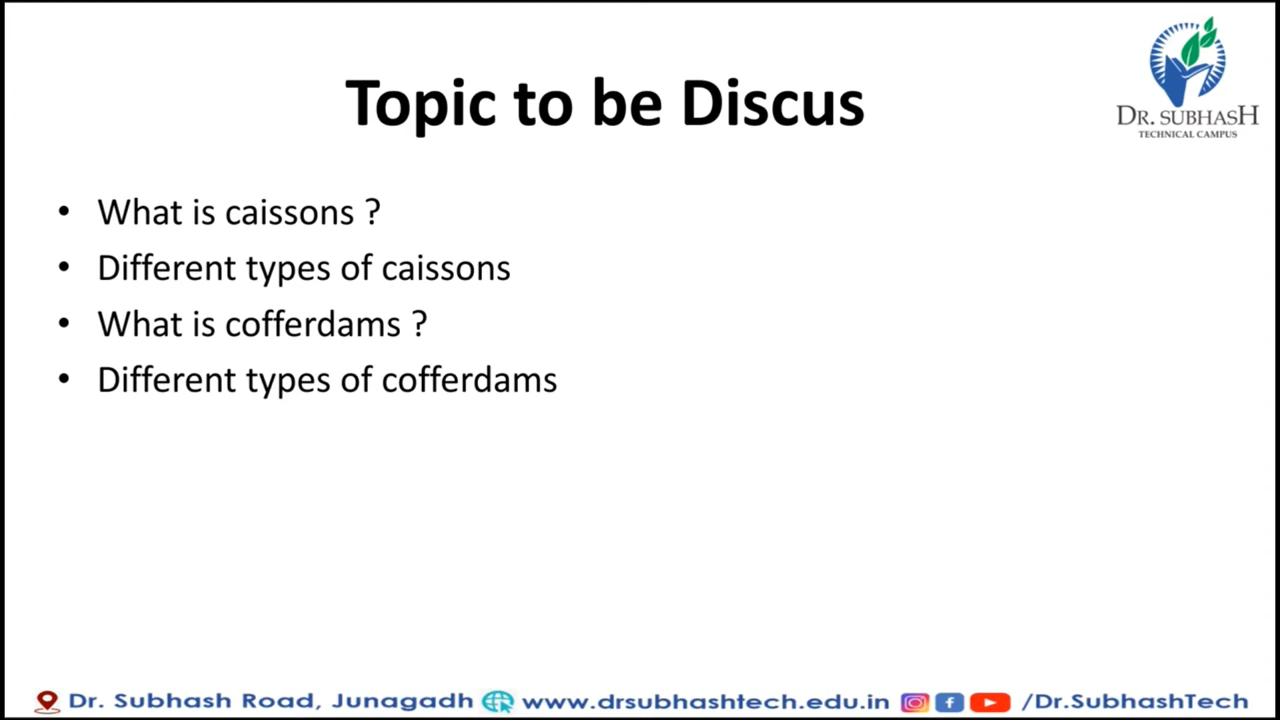 Topic to be Discus
DR. SUBHASH
TECHNICAL CAMPUS
• What is caissons ?
• Different types of caissons
• What is cofferdams ?
• Different types of cofferdams
Dr. Subhash Road, Junagadh www.drsubhashtech.edu.in /Dr.SubhashTech